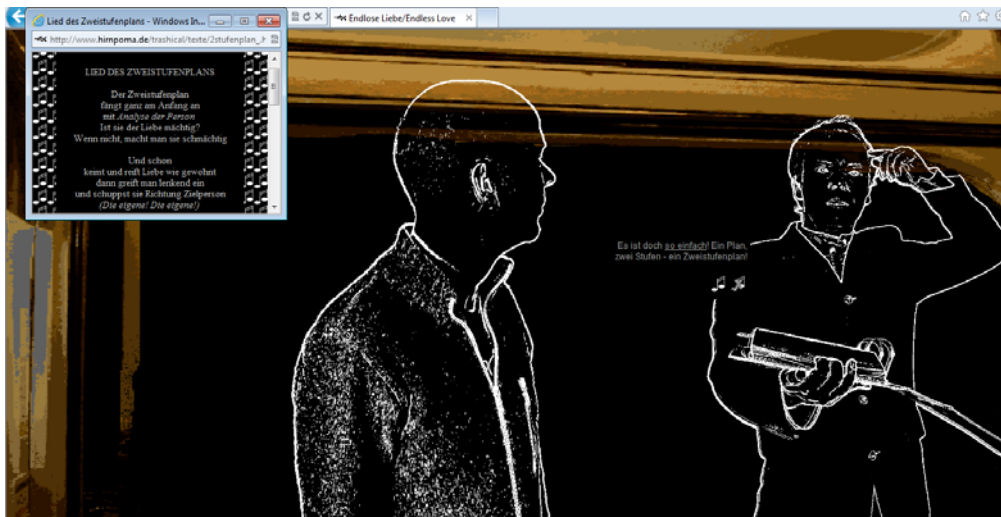 Lied des Zweistufenplans - Windows In...
Endlose Liebe/Endless Love
http://www.hirnpoma.de/trashical/texte/2stufenplan_
LIED DES ZWEISTUFENPLANS
Der Zweistufenplan
fängt ganz am Anfang an
mit Analyse der Person
Ist sie der Liebe mächtig?
Wenn nicht, macht man sie schmächtig
Und schon
keimt und reift Liebe wie gewohnt
dann greift man lenkend ein
und schuppst sie Richtung Zielperson
(Die eigene! Die eigene!)
Es ist doch so einfach! Ein Plan,
zwei Stufen - ein Zweistufenplan!